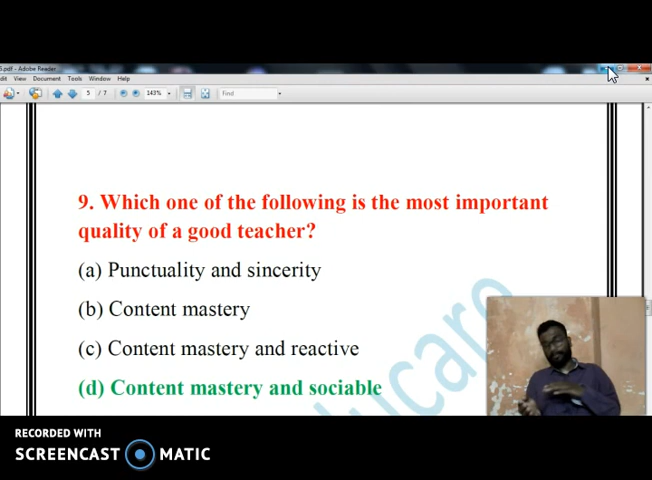 5.pdf - Adobe Reader
dit View Document Tools Window Help
5 / 7 143% Find
9. Which one of the following is the most important
quality of a good teacher?
(a) Punctuality and sincerity
(b) Content mastery
(c) Content mastery and reactive
(d) Content mastery and sociable
RECORDED WITH
SCREENCAST MATIC